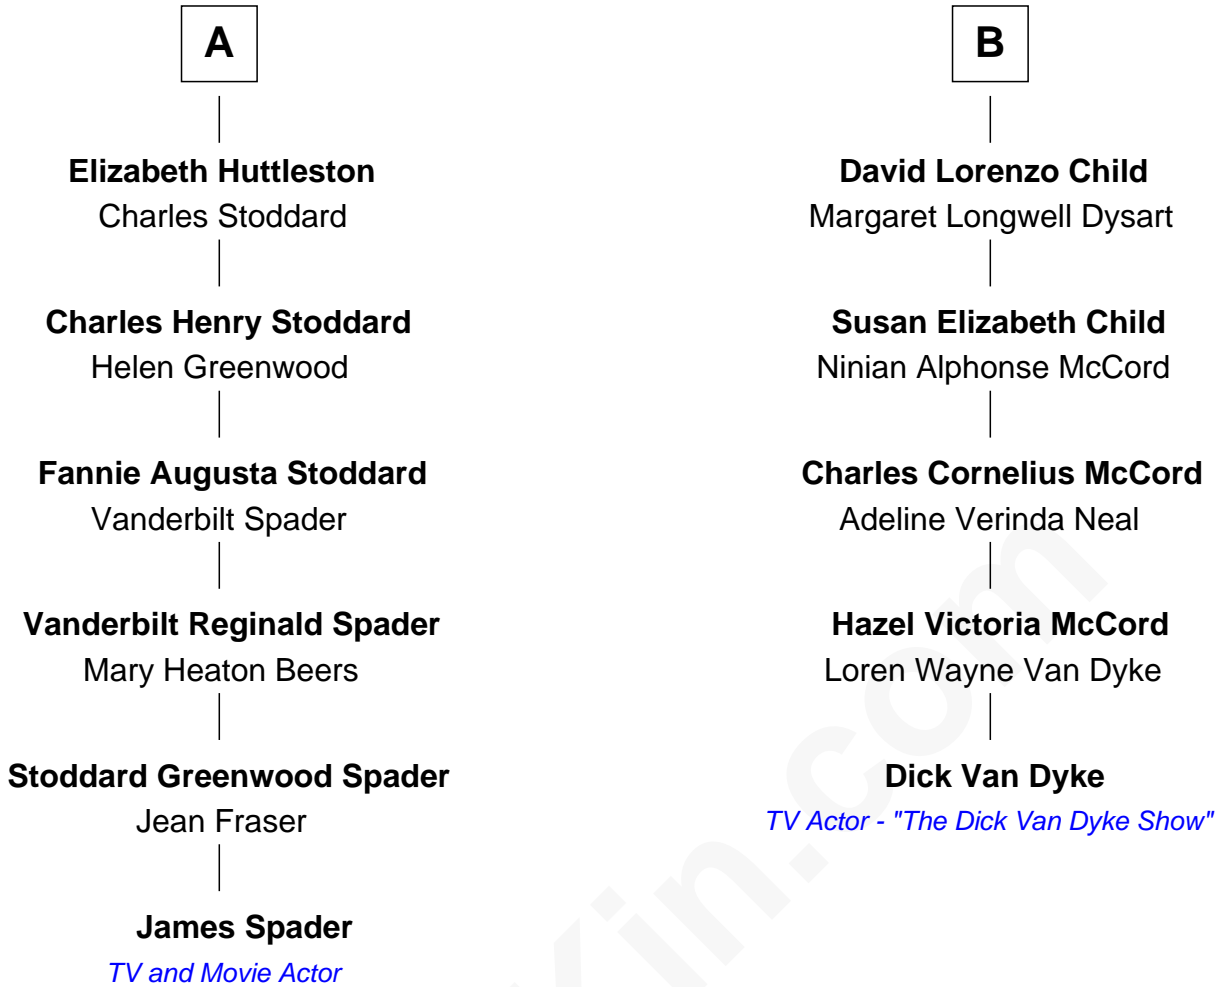 A
Elizabeth Huttleston
Charles Stoddard
Charles Henry Stoddard
Helen Greenwood
Fannie Augusta Stoddard
Vanderbilt Spader
Vanderbilt Reginald Spader
Mary Heaton Beers
Stoddard Greenwood Spader
Jean Fraser
James Spader
TV and Movie Actor
B
David Lorenzo Child
Margaret Longwell Dysart
Susan Elizabeth Child
Ninian Alphonse McCord
Charles Cornelius McCord
Adeline Verinda Neal
Hazel Victoria McCord
Loren Wayne Van Dyke
Dick Van Dyke
TV Actor - "The Dick Van Dyke Show"
Kin.com